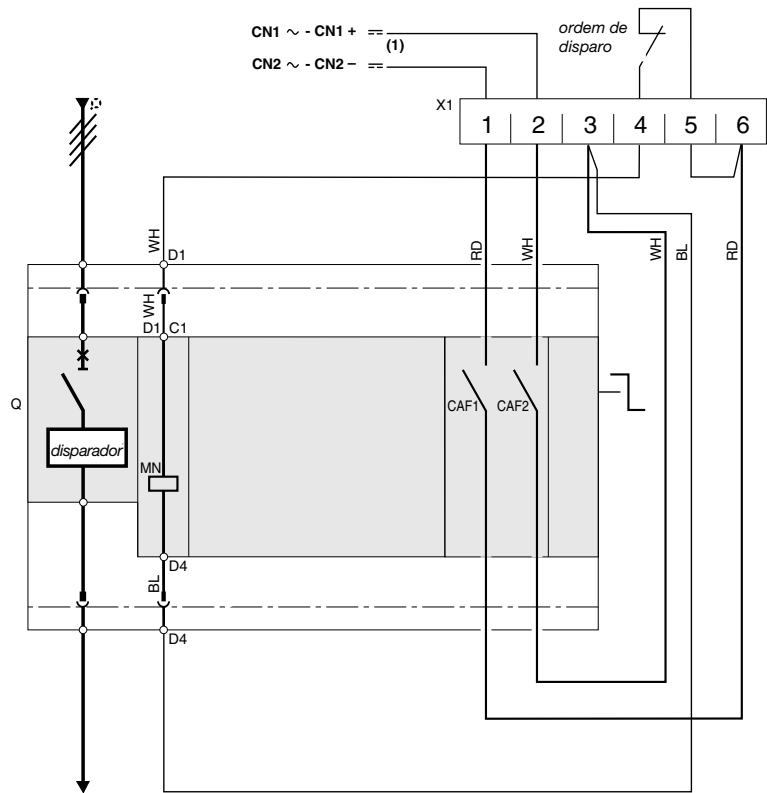 CN1 ~ - CN1 + ⎓
(1)
CN2 ~ - CN2 – ⎓
ordem de
disparo
X1
1 2 3 4 5 6
WH
D1
RD
WH
WH
BL
RD
WH
D1 C1
Q
disparador
MN
CAF1
CAF2
D4
BL
D4